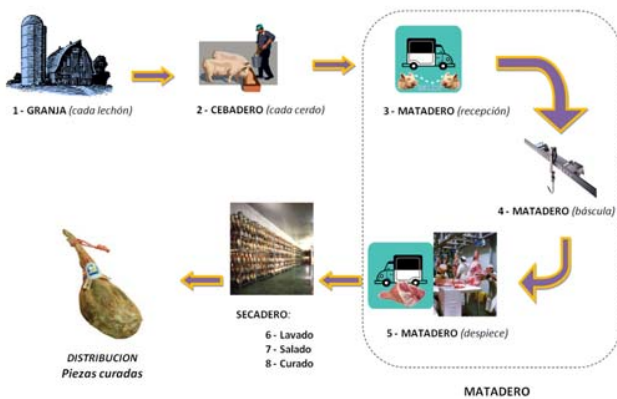 1 - GRANJA (cada lechón)
2 - CEBADERO (cada cerdo)
3 - MATADERO (recepción)
4 - MATADERO (báscula)
5 - MATADERO (despiece)
SECADERO:
6 - Lavado
7 - Salado
8 - Curado
DISTRIBUCION
Piezas curadas
MATADERO